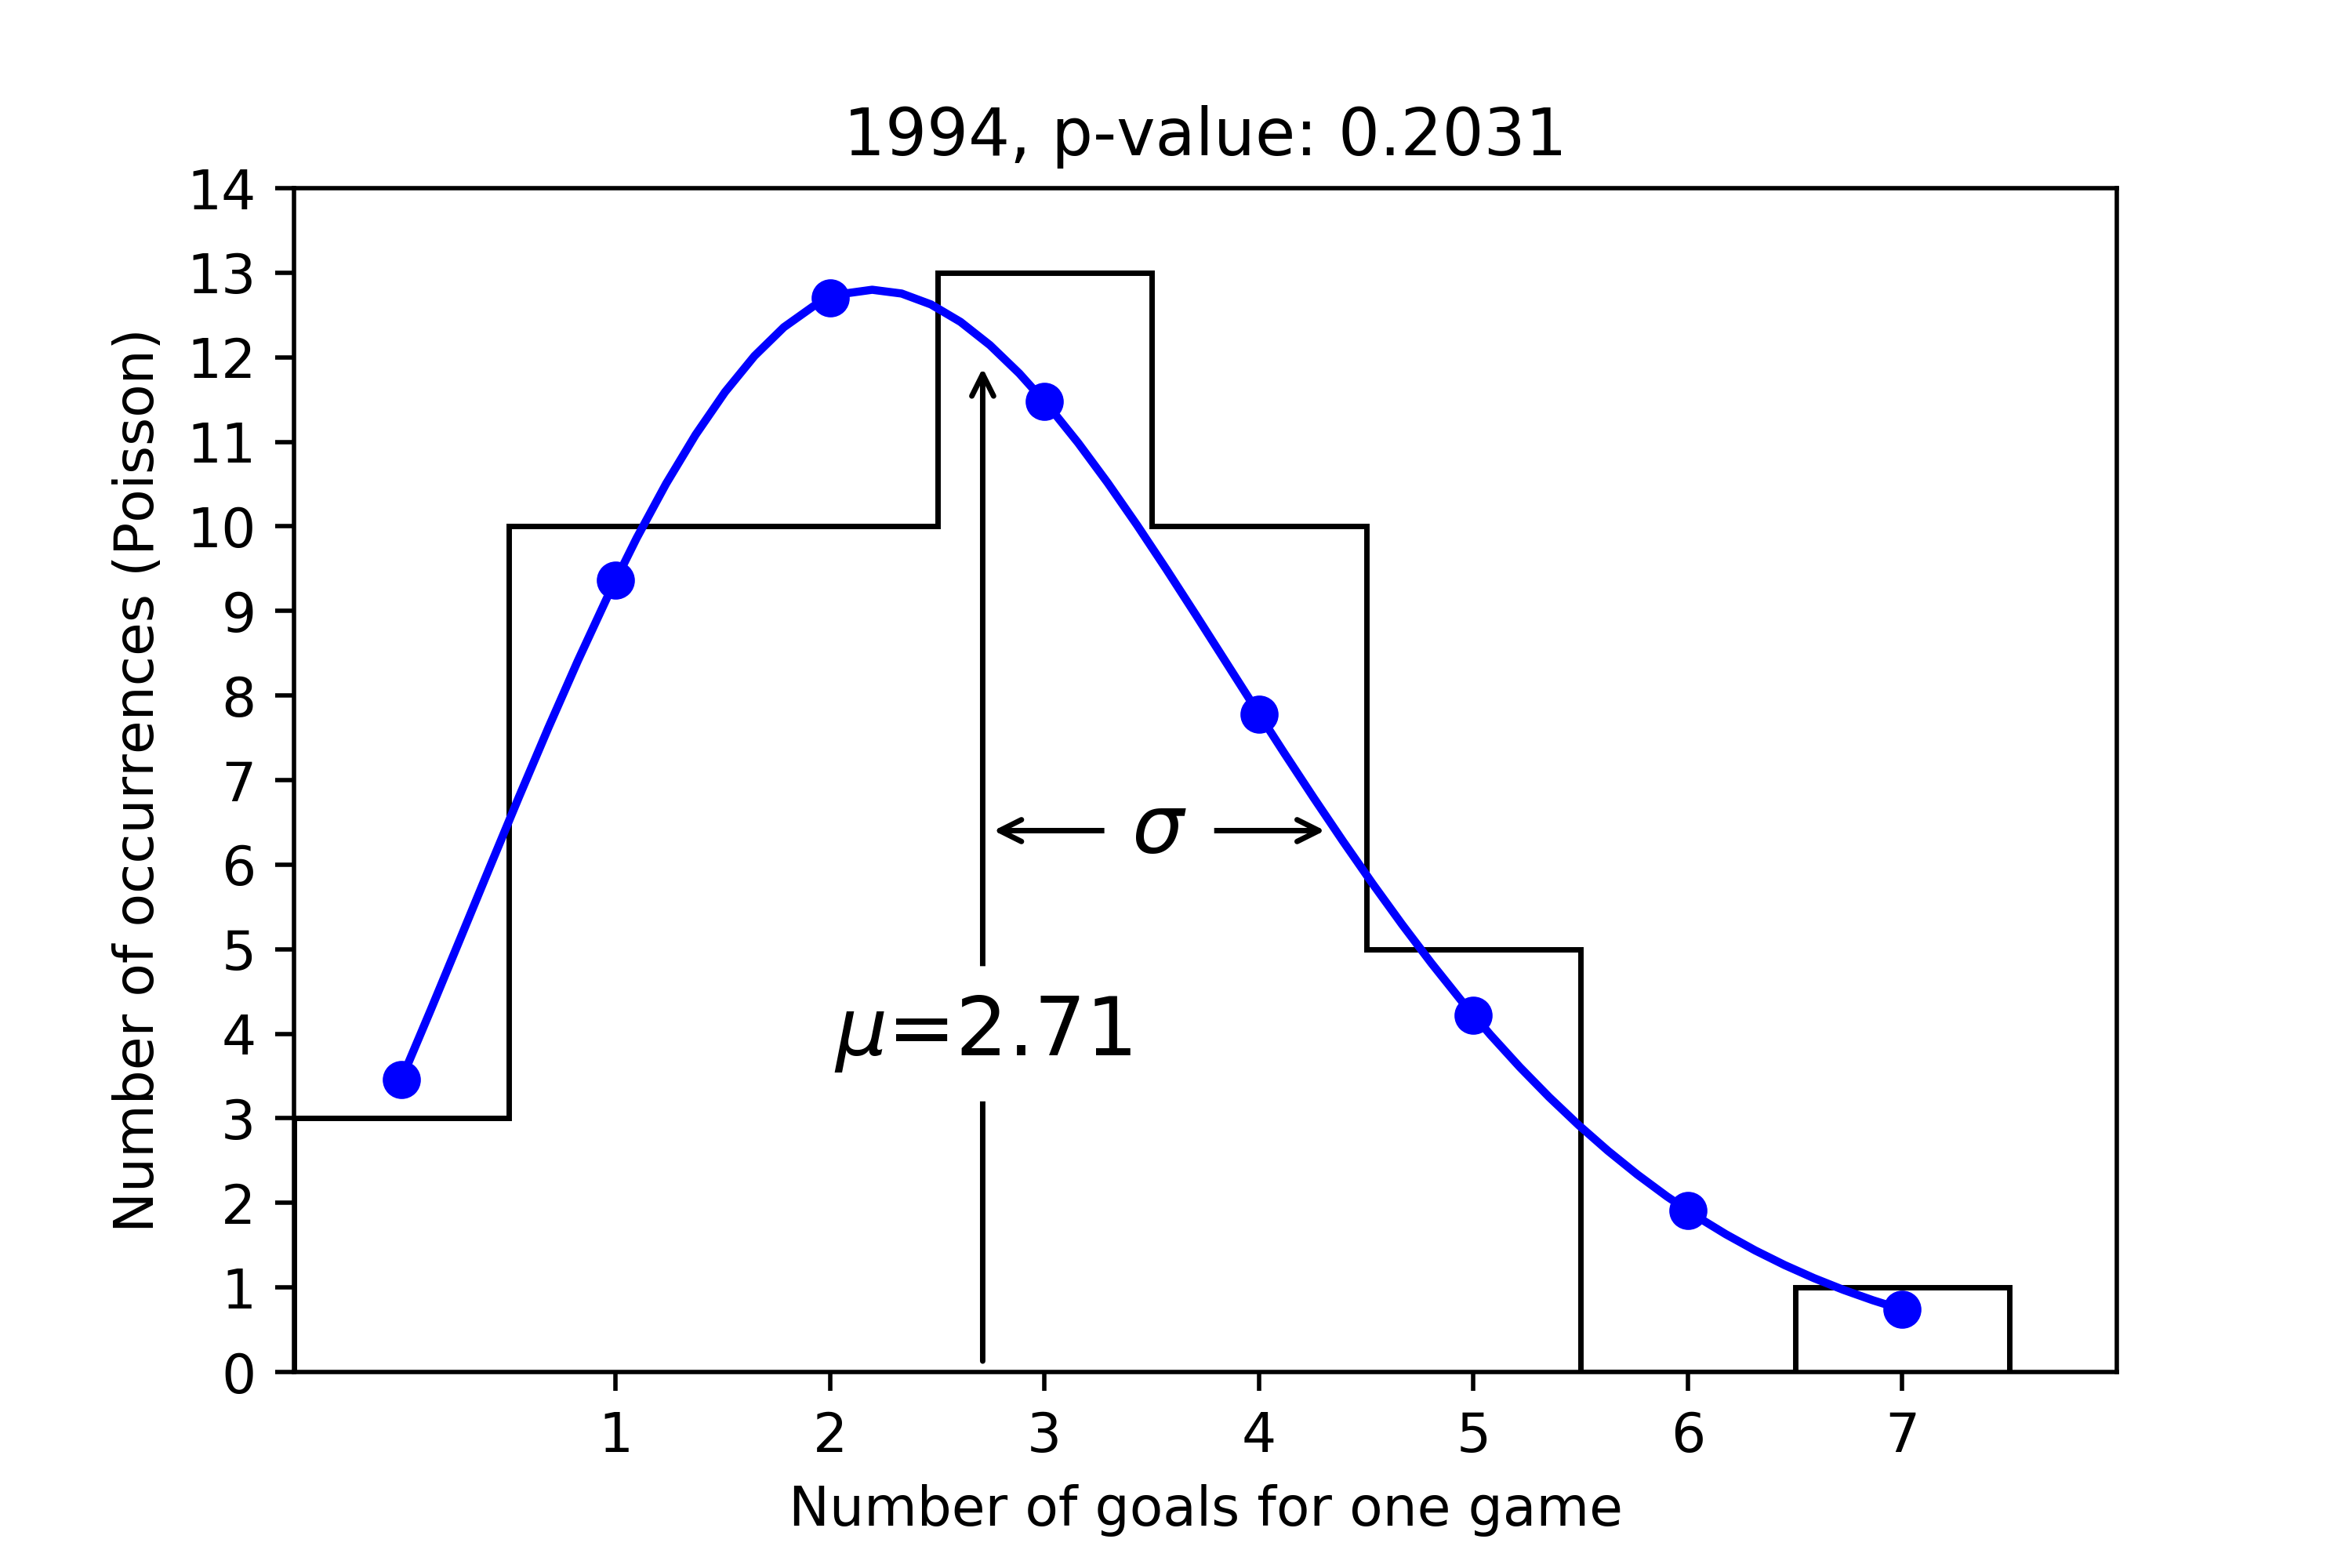 1994, p-value: 0.2031
Number of occurrences (Poisson)
14
13
12
11
10
9
8
7
6
5
4
3
2
1
0
σ
μ=2.71
1 2 3 4 5 6 7
Number of goals for one game